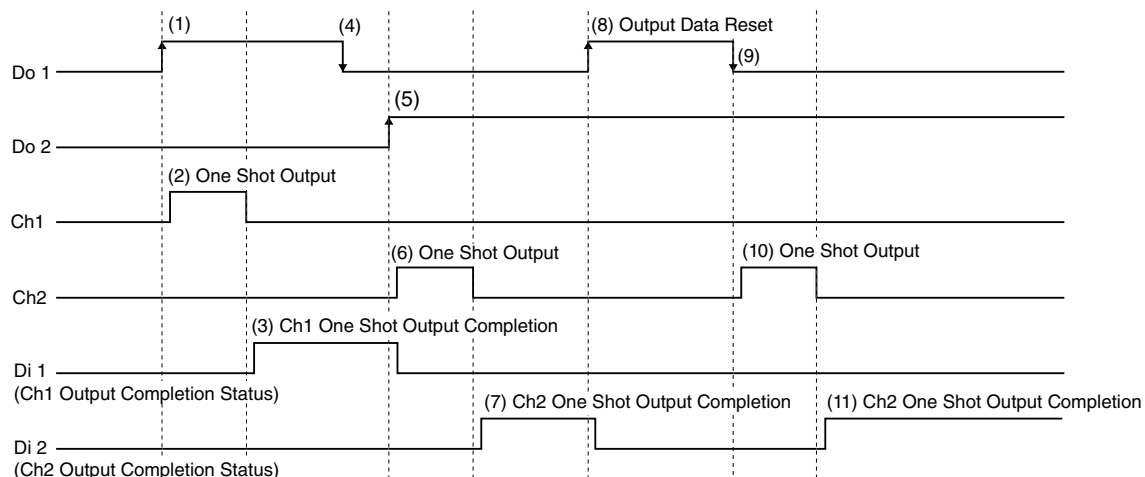 (1)
(4)
(8) Output Data Reset
Do 1
(9)
(5)
Do 2
(2) One Shot Output
Ch1
(6) One Shot Output
(10) One Shot Output
Ch2
(3) Ch1 One Shot Output Completion
Di 1
(Ch1 Output Completion Status)
(7) Ch2 One Shot Output Completion
(11) Ch2 One Shot Output Completion
Di 2
(Ch2 Output Completion Status)